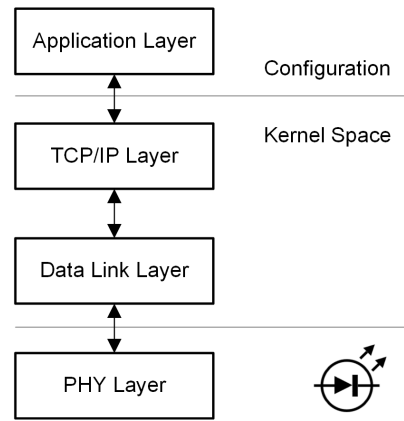 Application Layer
Configuration
Kernel Space
TCP/IP Layer
Data Link Layer
PHY Layer